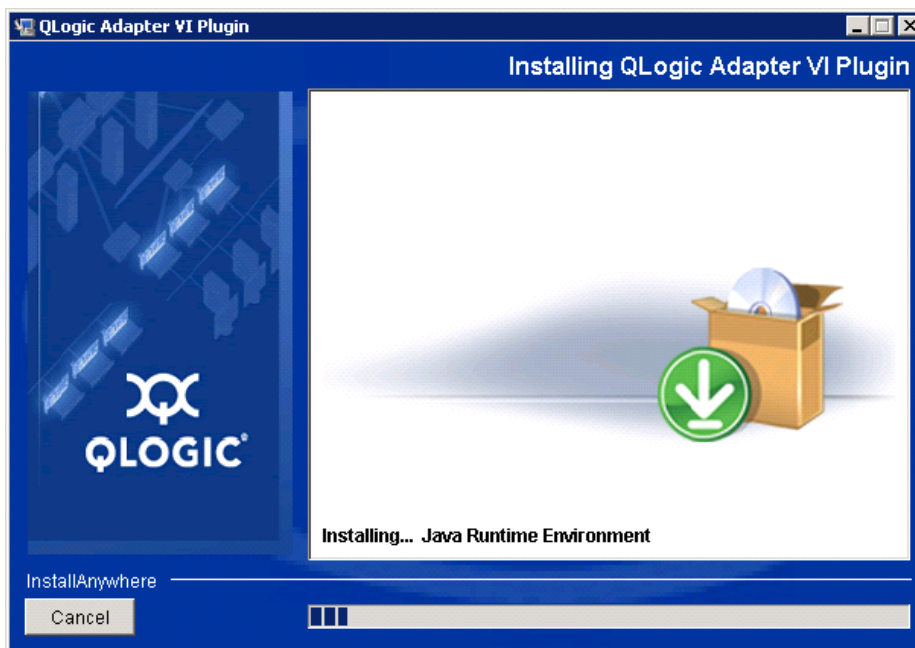 QLogic Adapter VI Plugin
Installing QLogic Adapter VI Plugin
QLOGIC®
Installing... Java Runtime Environment
InstallAnywhere
Cancel